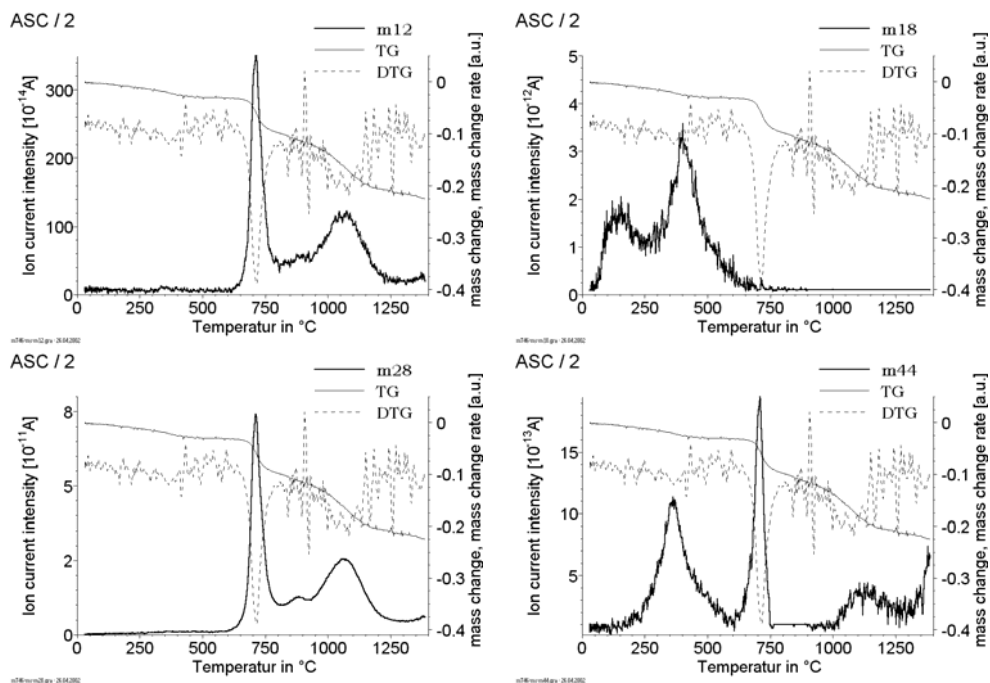 ASC / 2
m12
TG
DTG
Ion current intensity [10⁻¹⁴A]
300
200
100
0
0
250
500
750
1000
1250
0
-0.1
-0.2
-0.3
-0.4
mass change, mass change rate [a.u.]
Temperatur in °C
ASC / 2
m18
TG
DTG
Ion current intensity [10⁻¹²A]
5
4
3
2
1
0
0
250
500
750
1000
1250
0
-0.1
-0.2
-0.3
-0.4
mass change, mass change rate [a.u.]
Temperatur in °C
ASC / 2
m28
TG
DTG
Ion current intensity [10⁻¹¹A]
8
5
2
0
0
250
500
750
1000
1250
0
-0.1
-0.2
-0.3
-0.4
mass change, mass change rate [a.u.]
Temperatur in °C
ASC / 2
m44
TG
DTG
Ion current intensity [10⁻¹³A]
15
10
5
0
250
500
750
1000
1250
0
-0.1
-0.2
-0.3
-0.4
mass change, mass change rate [a.u.]
Temperatur in °C